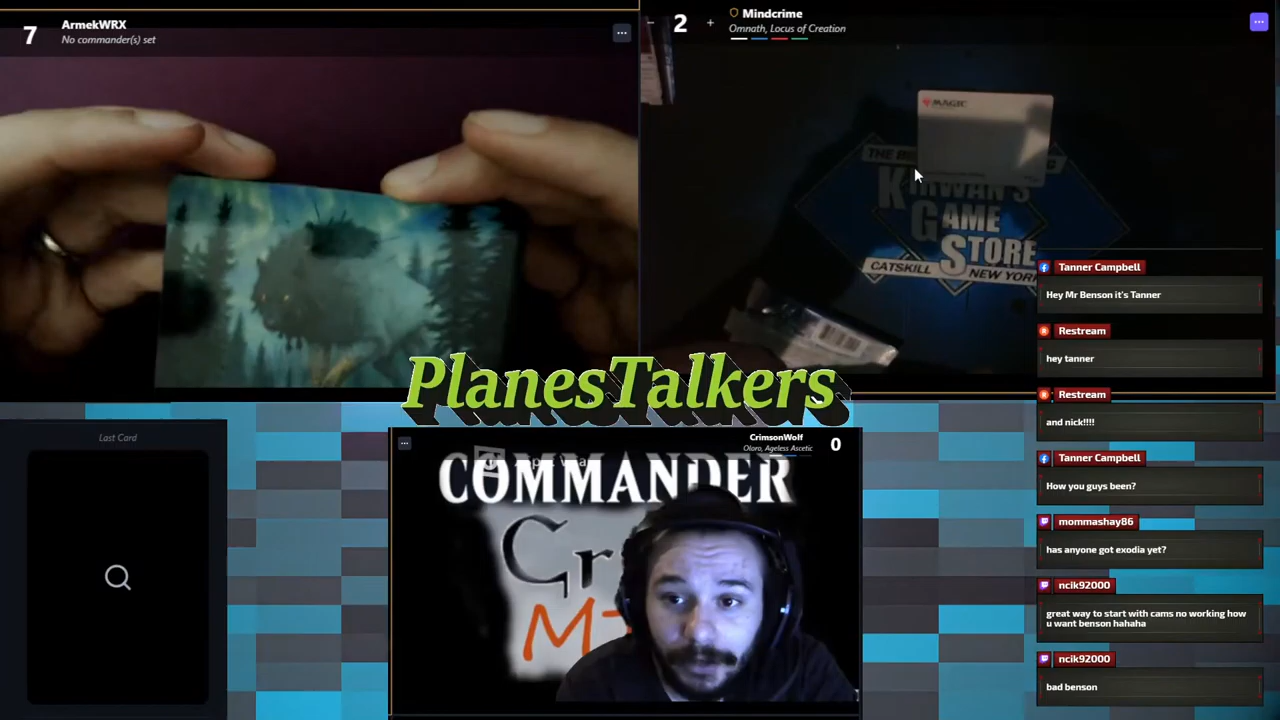 7
ArmekWRX
No commander(s) set
2
+
Mindcrime
Omnath, Locus of Creation
MAGIC
KIRWAN'S
GAME
STORE
CATSKILL
NEW YORK
Tanner Campbell
Hey Mr Benson it's Tanner
Restream
hey tanner
Restream
and nick!!!!
Tanner Campbell
How you guys been?
mommashay86
has anyone got exodia yet?
ncik92000
great way to start with cams no working how
u want benson hahaha
ncik92000
bad benson
PlanesTalkers
Last Card
CrimsonWolf
Oloro, Ageless Ascetic
0
COMMANDER
Cr